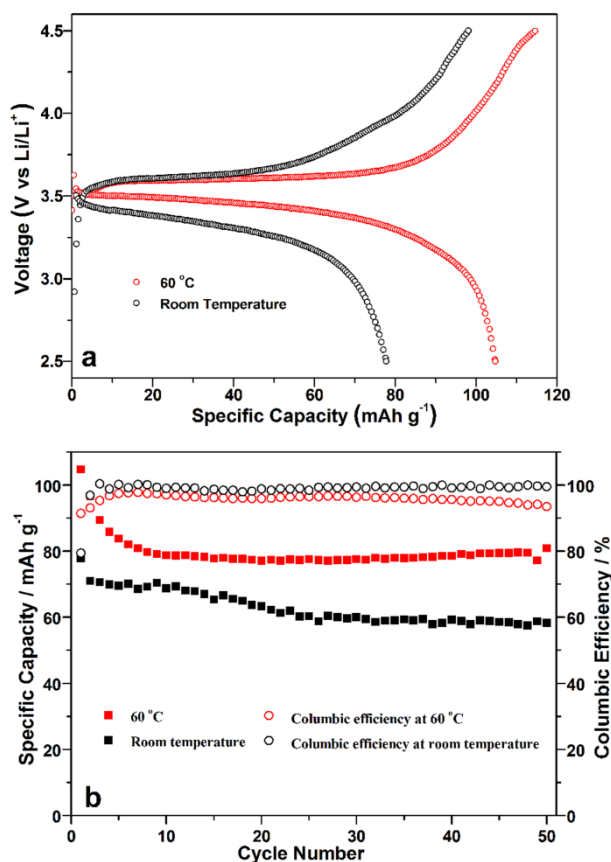 4.5
4.0
3.5
3.0
2.5
Voltage (V vs Li/Li⁺)
60 °C
Room Temperature
a
0 20 40 60 80 100 120
Specific Capacity (mAh g⁻¹)
100
80
60
40
20
0
Specific Capacity / mAh g⁻¹
100
80
60
40
20
0
Columbic Efficiency / %
60 °C
Columbic efficiency at 60 °C
Room temperature
Columbic efficiency at room temperature
b
0 10 20 30 40 50
Cycle Number